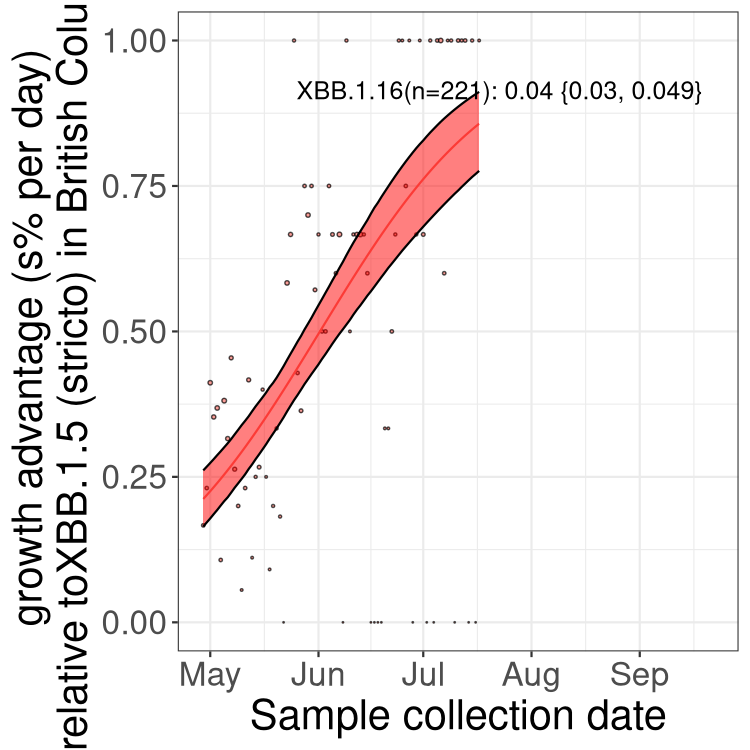 growth advantage (s% per day)
relative toXBB.1.5 (stricto) in British Colu
1.00
0.75
0.50
0.25
0.00
XBB.1.16(n=221): 0.04 {0.03, 0.049}
May Jun Jul Aug Sep
Sample collection date